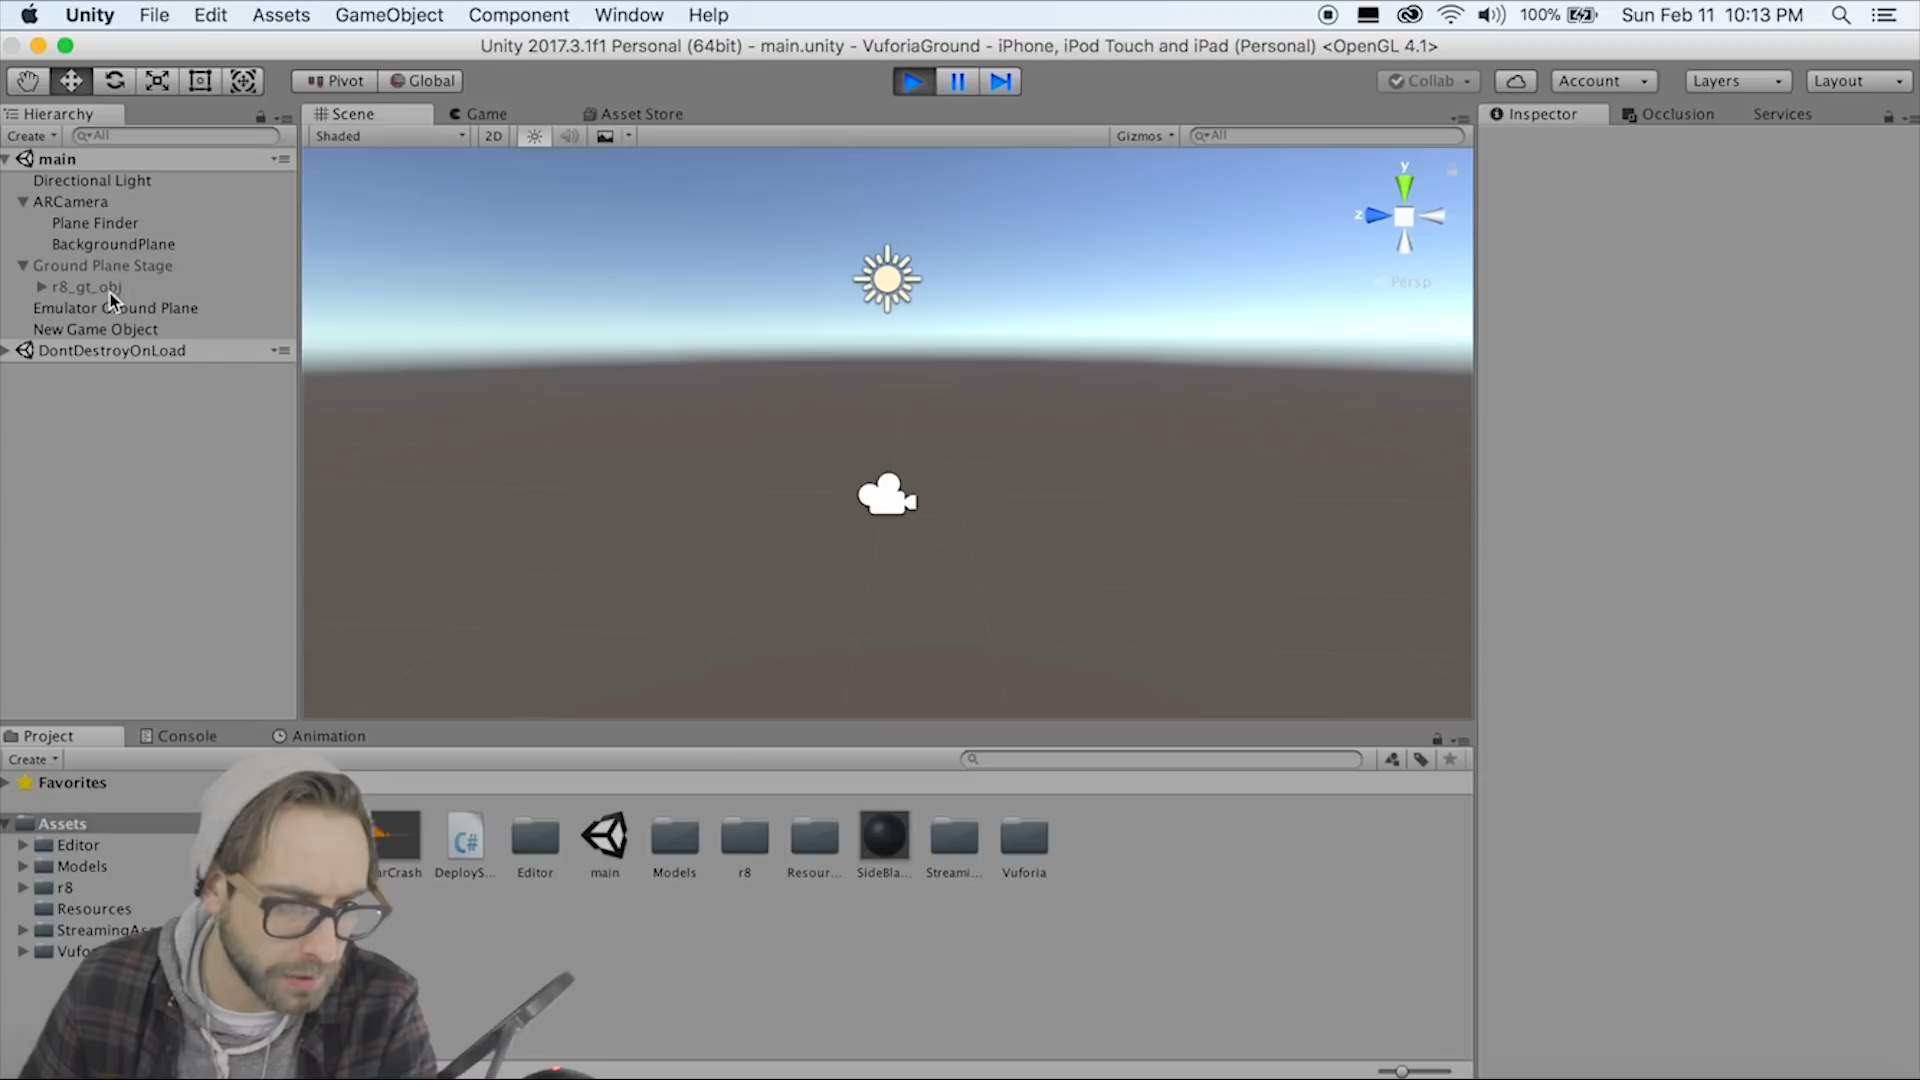 Unity File Edit Assets GameObject Component Window Help 100% Sun Feb 11 10:13 PM
Unity 2017.3.1f1 Personal (64bit) - main.unity - VuforiaGround - iPhone, iPod Touch and iPad (Personal) <OpenGL 4.1>
Pivot Global Collab Account Layers Layout
Hierarchy Scene Game Asset Store Inspector Occlusion Services
Create All Shaded 2D Gizmos All
main
Directional Light
ARCamera
Plane Finder
BackgroundPlane
Ground Plane Stage
r8_gt_obj
Emulator Ground Plane
New Game Object
DontDestroyOnLoad
y
z
Persp
Project Console Animation
Create
Favorites
Assets
Editor
Models
r8
Resources
StreamingAs
Vufo
C#
arCrash DeployS... Editor main Models r8 Resour... SideBla... Streami... Vuforia